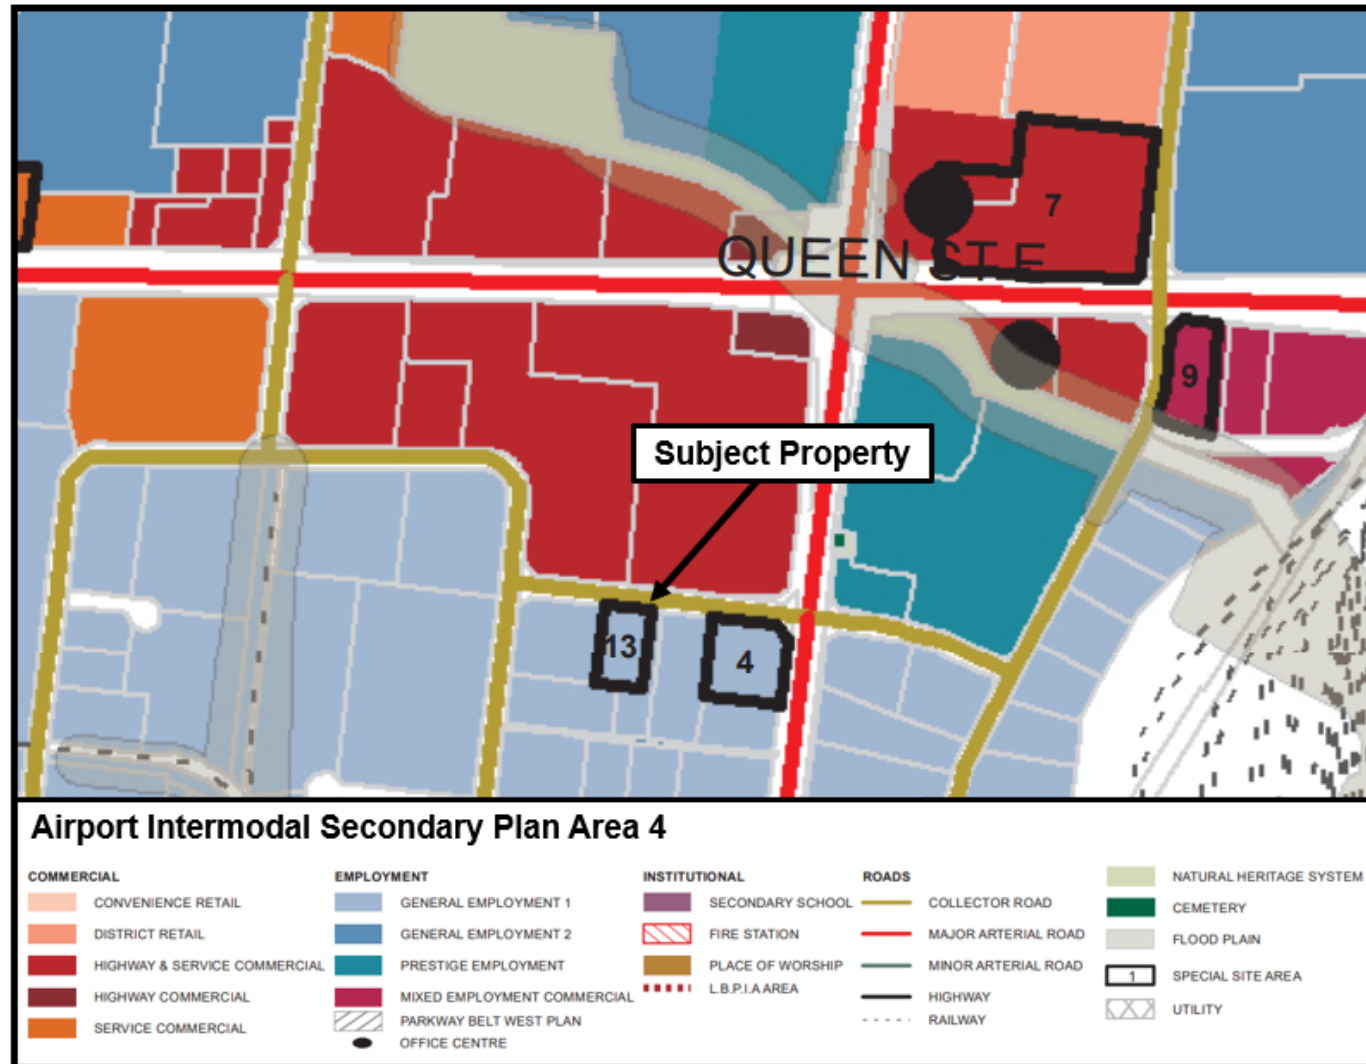 7
QUEEN ST E
9
Subject Property
13
4
Airport Intermodal Secondary Plan Area 4
COMMERCIAL
CONVENIENCE RETAIL
DISTRICT RETAIL
HIGHWAY & SERVICE COMMERCIAL
HIGHWAY COMMERCIAL
SERVICE COMMERCIAL
EMPLOYMENT
GENERAL EMPLOYMENT 1
GENERAL EMPLOYMENT 2
PRESTIGE EMPLOYMENT
MIXED EMPLOYMENT COMMERCIAL
PARKWAY BELT WEST PLAN
OFFICE CENTRE
INSTITUTIONAL
SECONDARY SCHOOL
FIRE STATION
PLACE OF WORSHIP
L.B.P.I.A AREA
ROADS
COLLECTOR ROAD
MAJOR ARTERIAL ROAD
MINOR ARTERIAL ROAD
HIGHWAY
RAILWAY
NATURAL HERITAGE SYSTEM
CEMETERY
FLOOD PLAIN
1 SPECIAL SITE AREA
UTILITY